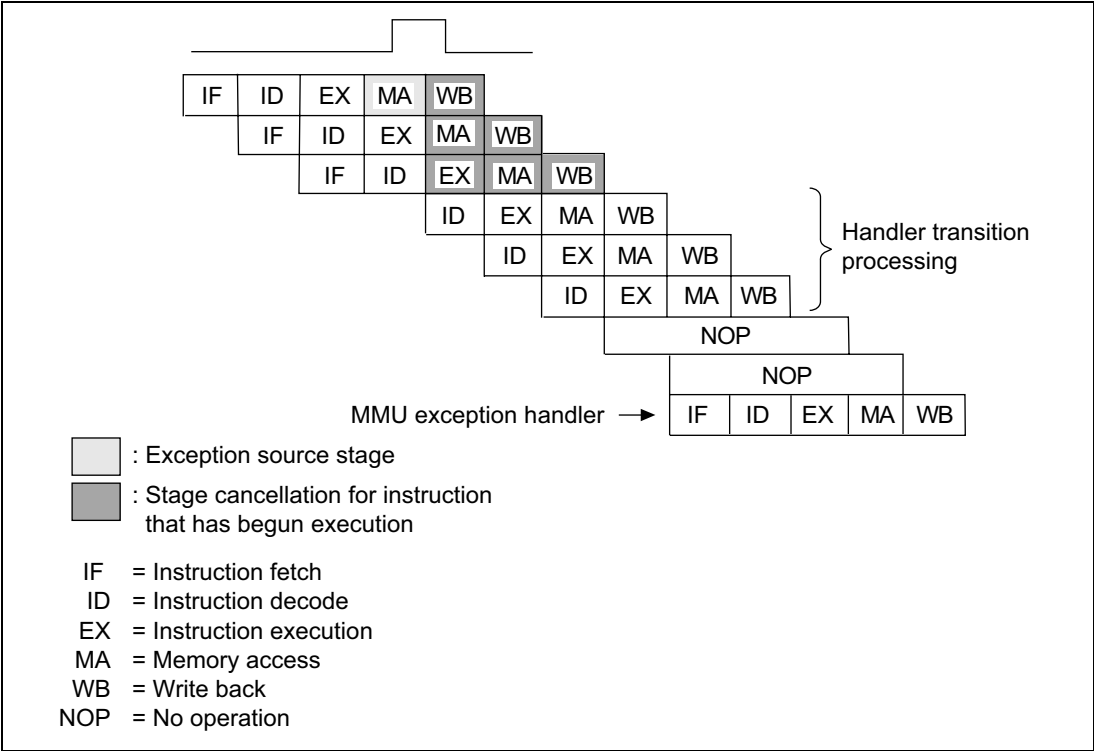 IF ID EX MA WB
IF ID EX MA WB
IF ID EX MA WB
ID EX MA WB
ID EX MA WB
ID EX MA WB
Handler transition
processing
NOP
NOP
MMU exception handler IF ID EX MA WB
: Exception source stage
: Stage cancellation for instruction
that has begun execution
IF = Instruction fetch
ID = Instruction decode
EX = Instruction execution
MA = Memory access
WB = Write back
NOP = No operation